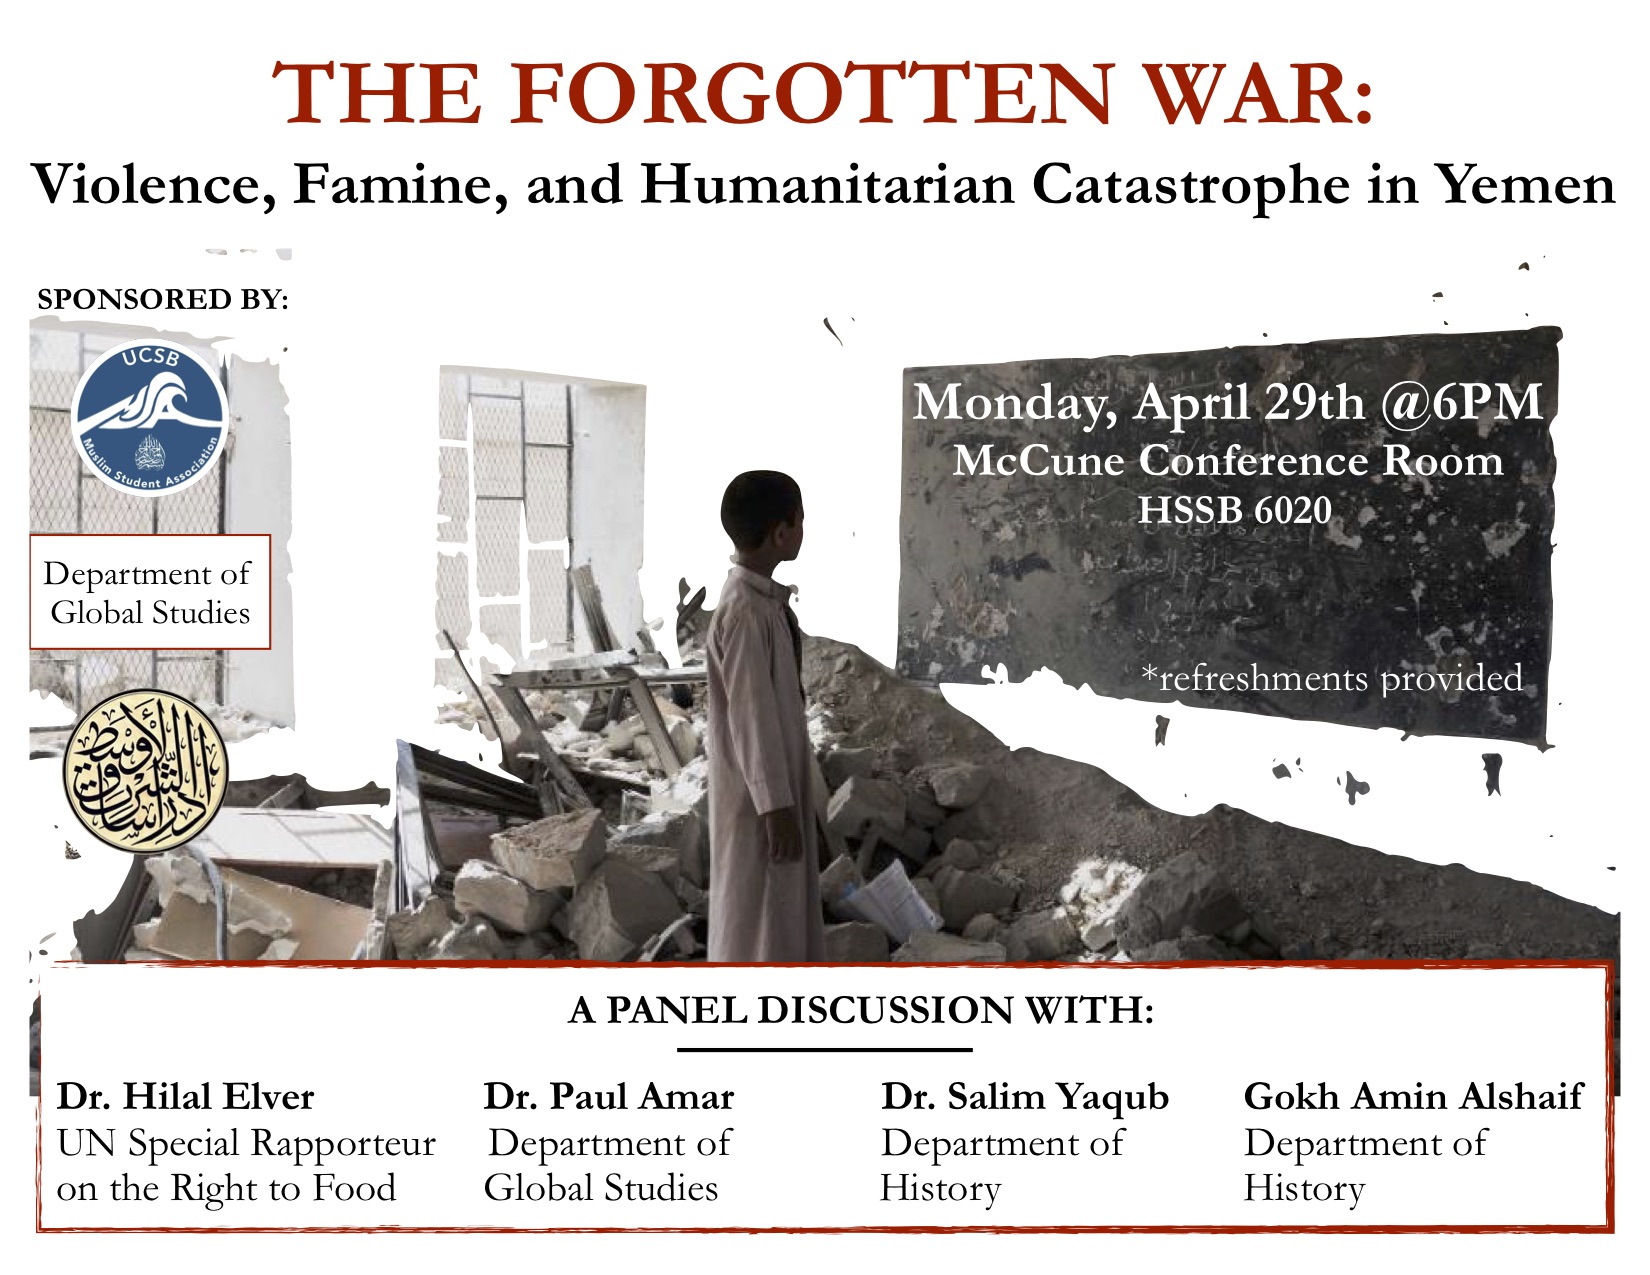 THE FORGOTTEN WAR:
Violence, Famine, and Humanitarian Catastrophe in Yemen
SPONSORED BY:
UCSB
Muslim Student Association
Department of
Global Studies
دراسات الشرق الأوسط
Monday, April 29th @6PM
McCune Conference Room
HSSB 6020
*refreshments provided
A PANEL DISCUSSION WITH:
Dr. Hilal Elver
UN Special Rapporteur
on the Right to Food
Dr. Paul Amar
Department of
Global Studies
Dr. Salim Yaqub
Department of
History
Gokh Amin Alshaif
Department of
History